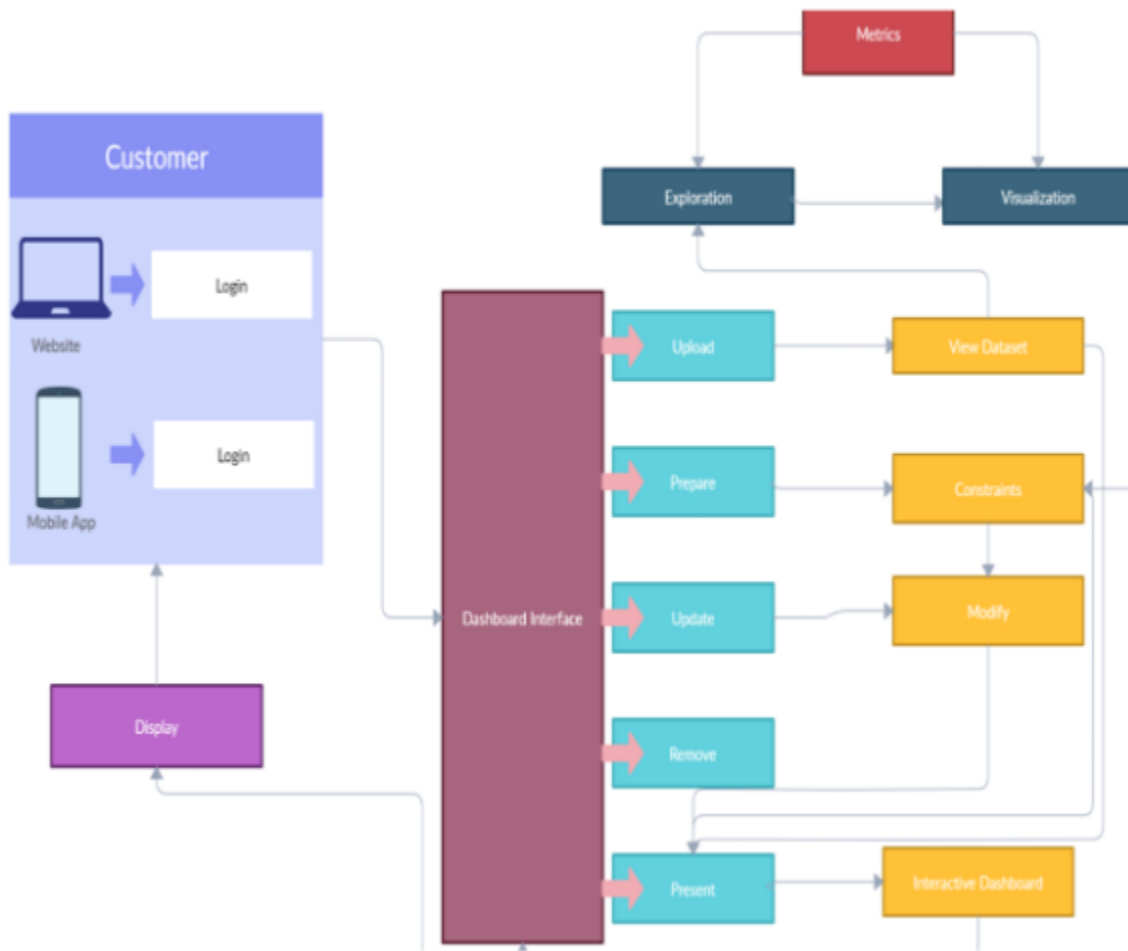 Metrics
Customer
Exploration
Visualization
Login
Website
Upload
View Dataset
Login
Mobile App
Prepare
Constraints
Dashboard Interface
Update
Modify
Display
Remove
Present
Interactive Dashboard